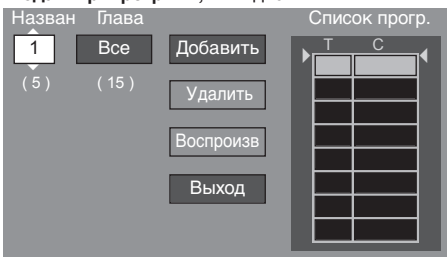 Назван Глава Список прогр.
1 Все Добавить Т С
( 5 ) ( 15 ) Удалить
Воспроизв
Выход